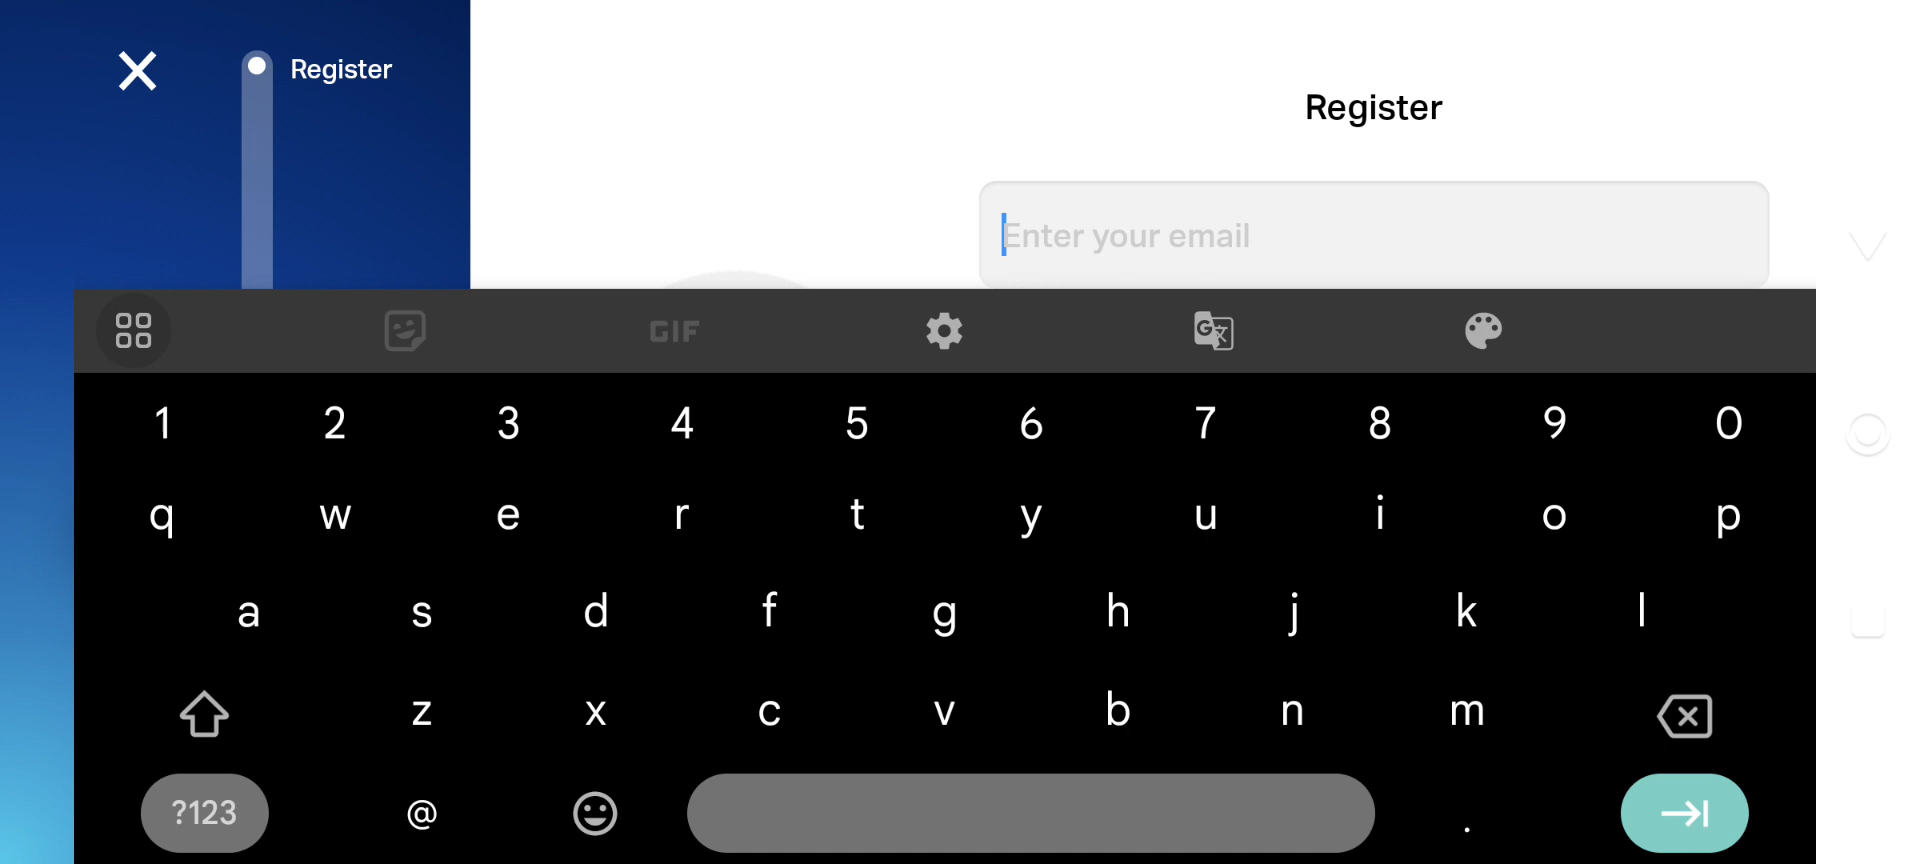 Register
Register
Enter your email
GIF
1 2 3 4 5 6 7 8 9 0
q w e r t y u i o p
a s d f g h j k l
z x c v b n m
?123 @ .